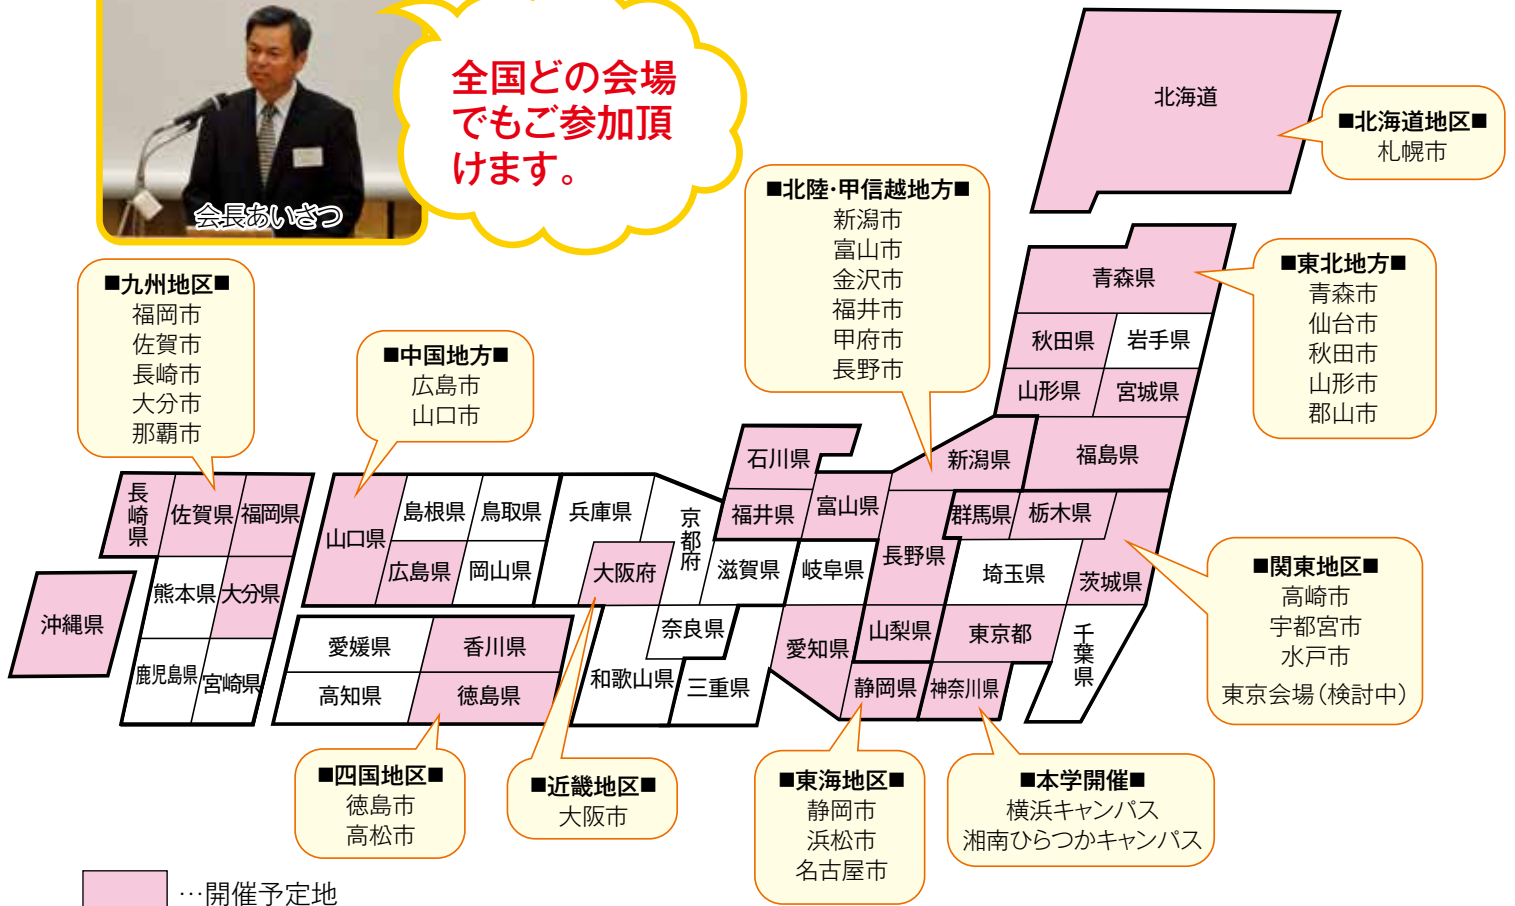 全国どの会場
でもご参加頂
けます。
会長あいさつ
■北海道地区■
札幌市
■北陸･甲信越地方■
新潟市
富山市
金沢市
福井市
甲府市
長野市
■東北地方■
青森市
仙台市
秋田市
山形市
郡山市
■九州地区■
福岡市
佐賀市
長崎市
大分市
那覇市
■中国地方■
広島市
山口市
北海道
青森県
秋田県
岩手県
山形県
宮城県
福島県
新潟県
石川県
富山県
福井県
群馬県
栃木県
長野県
埼玉県
茨城県
山梨県
東京都
千葉県
神奈川県
静岡県
愛知県
岐阜県
三重県
滋賀県
京都府
兵庫県
大阪府
奈良県
和歌山県
鳥取県
島根県
岡山県
広島県
山口県
愛媛県
香川県
高知県
徳島県
長崎県
佐賀県
福岡県
熊本県
大分県
鹿児島県
宮崎県
沖縄県
■関東地区■
高崎市
宇都宮市
水戸市
東京会場（検討中）
■四国地区■
徳島市
高松市
■近畿地区■
大阪市
■東海地区■
静岡市
浜松市
名古屋市
■本学開催■
横浜キャンパス
湘南ひらつかキャンパス
…開催予定地